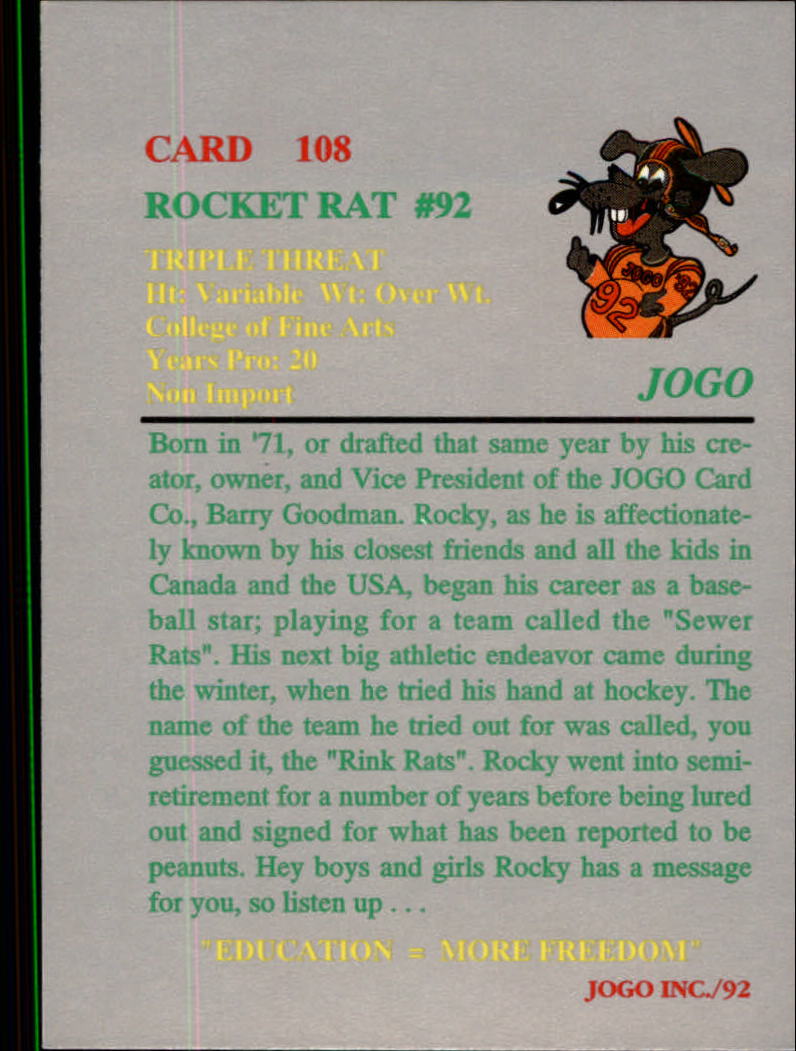 CARD 108
ROCKET RAT #92
TRIPLE THREAT
Ht: Variable Wt: Over Wt.
College of Fine Arts
Years Pro: 20
Non Import
JOGO '92
92
JOGO
Born in '71, or drafted that same year by his cre-
ator, owner, and Vice President of the JOGO Card
Co., Barry Goodman. Rocky, as he is affectionate-
ly known by his closest friends and all the kids in
Canada and the USA, began his career as a base-
ball star; playing for a team called the "Sewer
Rats". His next big athletic endeavor came during
the winter, when he tried his hand at hockey. The
name of the team he tried out for was called, you
guessed it, the "Rink Rats". Rocky went into semi-
retirement for a number of years before being lured
out and signed for what has been reported to be
peanuts. Hey boys and girls Rocky has a message
for you, so listen up . . .
"EDUCATION = MORE FREEDOM"
JOGO INC./92